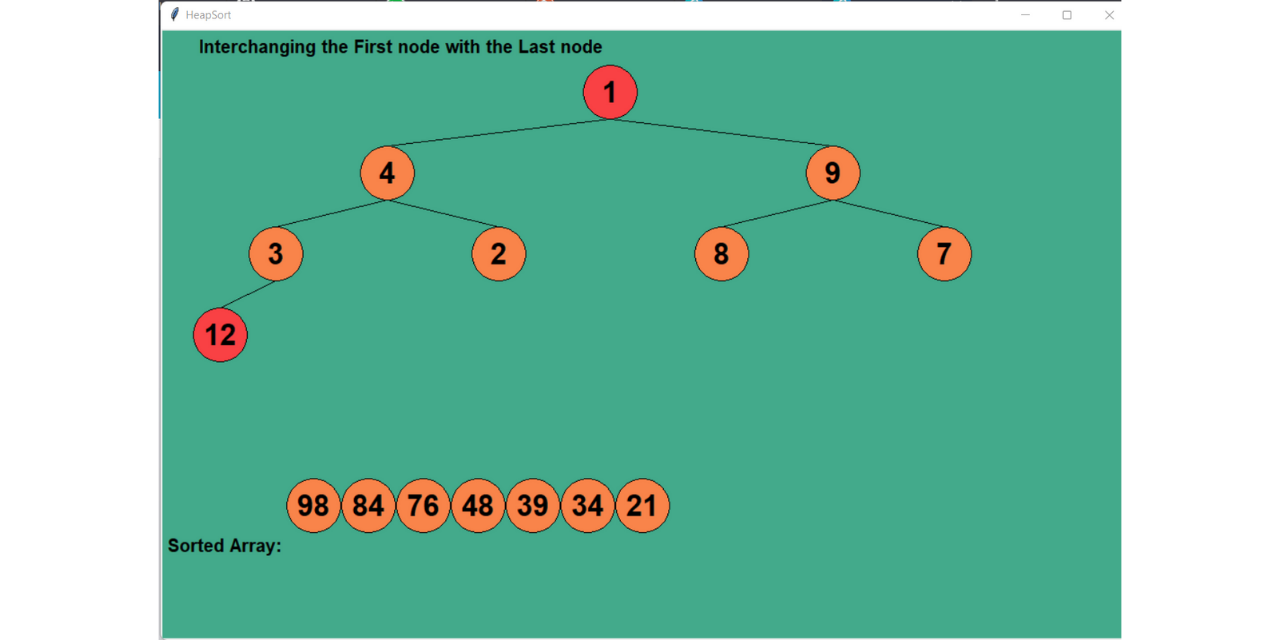 HeapSort
Interchanging the First node with the Last node
1
4 9
3 2 8 7
12
98 84 76 48 39 34 21
Sorted Array: